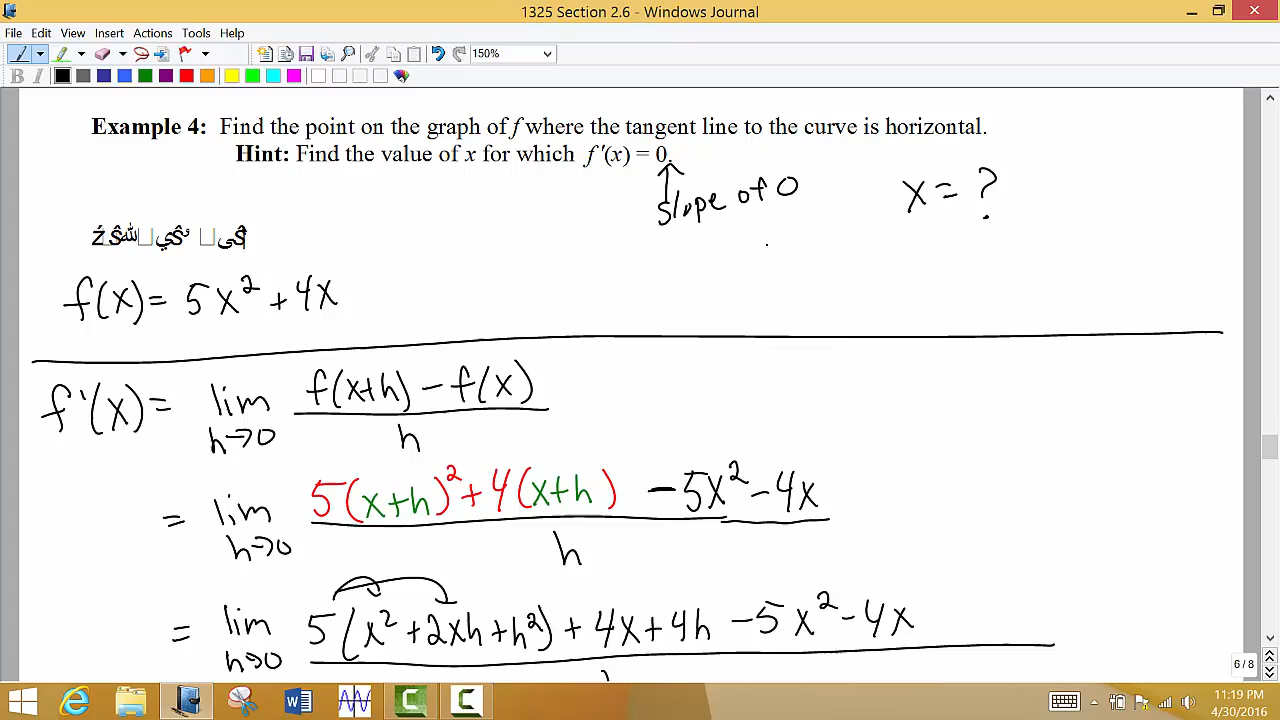 1325 Section 2.6 - Windows Journal
File Edit View Insert Actions Tools Help
150%
B I
Example 4: Find the point on the graph of f where the tangent line to the curve is horizontal.
Hint: Find the value of x for which f '(x) = 0.
slope of 0
x = ?
f(x) = 5x² + 4x
f'(x) = lim h→0 f(x+h) - f(x) / h
= lim h→0 5(x+h)² + 4(x+h) - 5x² - 4x / h
= lim h→0 5(x² + 2xh + h²) + 4x + 4h - 5x² - 4x
6 / 8
11:19 PM
4/30/2016